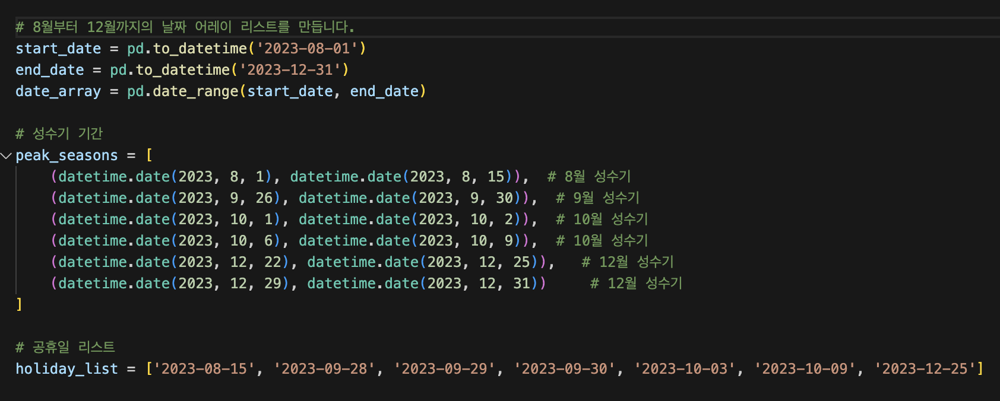 # 8월부터 12월까지의 날짜 어레이 리스트를 만듭니다.
start_date = pd.to_datetime('2023-08-01')
end_date = pd.to_datetime('2023-12-31')
date_array = pd.date_range(start_date, end_date)
# 성수기 기간
peak_seasons = [
    (datetime.date(2023, 8, 1), datetime.date(2023, 8, 15)),  # 8월 성수기
    (datetime.date(2023, 9, 26), datetime.date(2023, 9, 30)),  # 9월 성수기
    (datetime.date(2023, 10, 1), datetime.date(2023, 10, 2)),  # 10월 성수기
    (datetime.date(2023, 10, 6), datetime.date(2023, 10, 9)),  # 10월 성수기
    (datetime.date(2023, 12, 22), datetime.date(2023, 12, 25)),   # 12월 성수기
    (datetime.date(2023, 12, 29), datetime.date(2023, 12, 31))     # 12월 성수기
]
# 공휴일 리스트
holiday_list = ['2023-08-15', '2023-09-28', '2023-09-29', '2023-09-30', '2023-10-03', '2023-10-09', '2023-12-25']